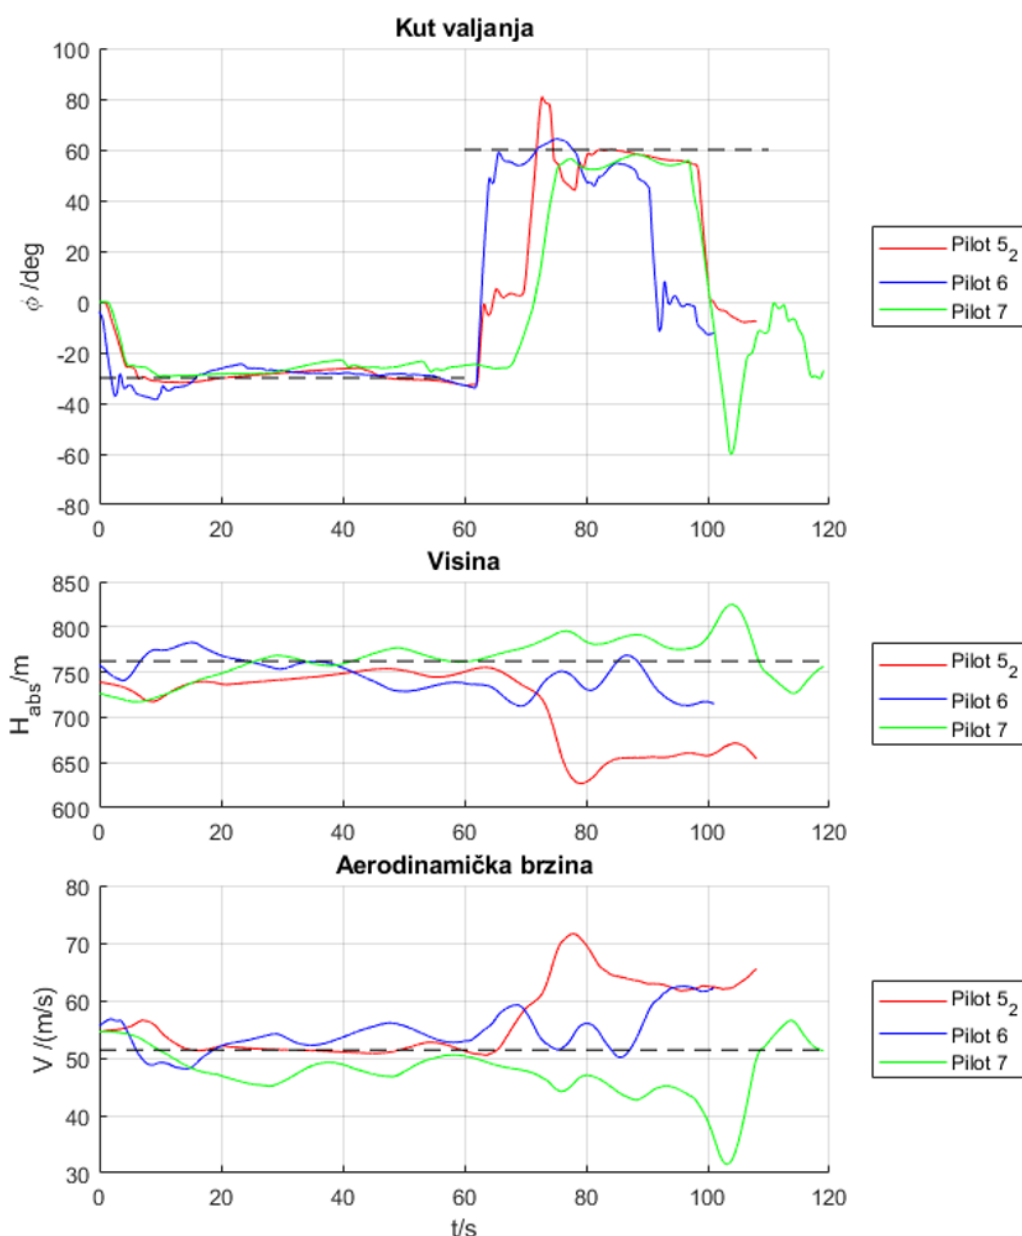 Kut valjanja
100
80
60
40
20
0
-20
-40
-60
-80
ϕ /deg
0 20 40 60 80 100 120
Pilot 5₂
Pilot 6
Pilot 7
Visina
850
800
750
700
650
600
H_abs/m
0 20 40 60 80 100 120
Pilot 5₂
Pilot 6
Pilot 7
Aerodinamička brzina
80
70
60
50
40
30
V /(m/s)
0 20 40 60 80 100 120
t/s
Pilot 5₂
Pilot 6
Pilot 7